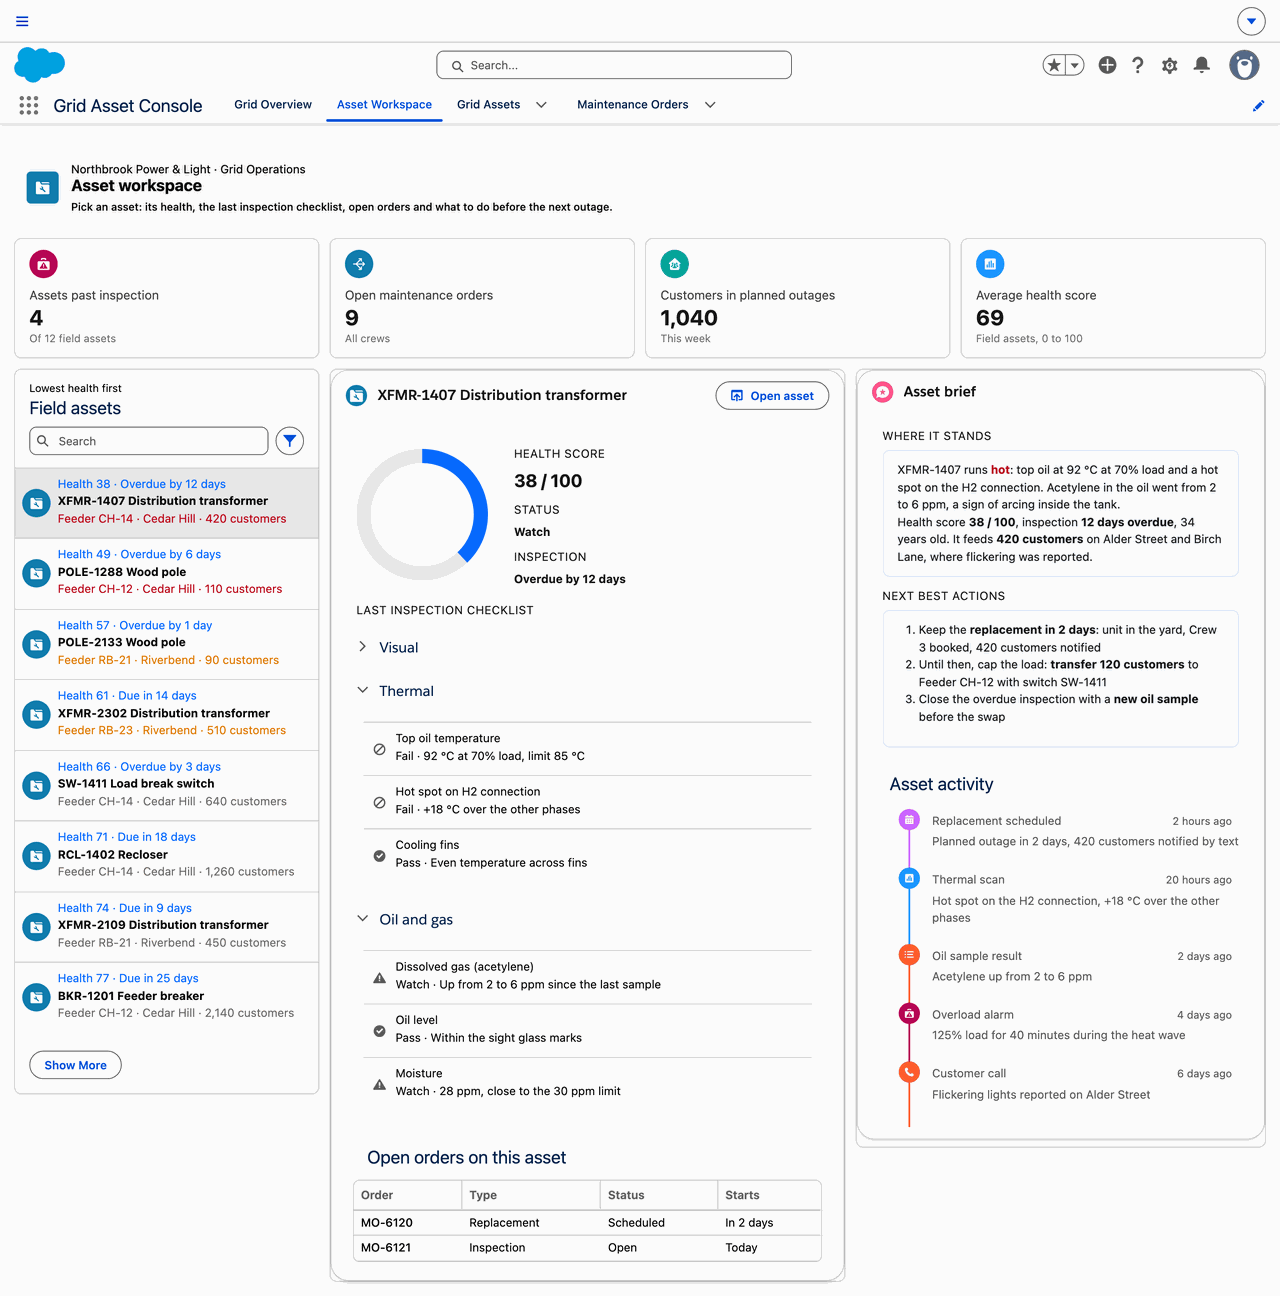 Search...
Grid Asset Console
Grid Overview
Asset Workspace
Grid Assets
Maintenance Orders
Northbrook Power & Light · Grid Operations
Asset workspace
Pick an asset: its health, the last inspection checklist, open orders and what to do before the next outage.
Assets past inspection
4
Of 12 field assets
Open maintenance orders
9
All crews
Customers in planned outages
1,040
This week
Average health score
69
Field assets, 0 to 100
Lowest health first
Field assets
Search
Health 38 · Overdue by 12 days
XFMR-1407 Distribution transformer
Feeder CH-14 · Cedar Hill · 420 customers
Health 49 · Overdue by 6 days
POLE-1288 Wood pole
Feeder CH-12 · Cedar Hill · 110 customers
Health 57 · Overdue by 1 day
POLE-2133 Wood pole
Feeder RB-21 · Riverbend · 90 customers
Health 61 · Due in 14 days
XFMR-2302 Distribution transformer
Feeder RB-23 · Riverbend · 510 customers
Health 66 · Overdue by 3 days
SW-1411 Load break switch
Feeder CH-14 · Cedar Hill · 640 customers
Health 71 · Due in 18 days
RCL-1402 Recloser
Feeder CH-14 · Cedar Hill · 1,260 customers
Health 74 · Due in 9 days
XFMR-2109 Distribution transformer
Feeder RB-21 · Riverbend · 450 customers
Health 77 · Due in 25 days
BKR-1201 Feeder breaker
Feeder CH-12 · Cedar Hill · 2,140 customers
Show More
XFMR-1407 Distribution transformer
Open asset
HEALTH SCORE
38 / 100
STATUS
Watch
INSPECTION
Overdue by 12 days
LAST INSPECTION CHECKLIST
Visual
Thermal
Top oil temperature
Fail · 92 °C at 70% load, limit 85 °C
Hot spot on H2 connection
Fail · +18 °C over the other phases
Cooling fins
Pass · Even temperature across fins
Oil and gas
Dissolved gas (acetylene)
Watch · Up from 2 to 6 ppm since the last sample
Oil level
Pass · Within the sight glass marks
Moisture
Watch · 28 ppm, close to the 30 ppm limit
Open orders on this asset
Order Type Status Starts
MO-6120 Replacement Scheduled In 2 days
MO-6121 Inspection Open Today
Asset brief
WHERE IT STANDS
XFMR-1407 runs hot: top oil at 92 °C at 70% load and a hot
spot on the H2 connection. Acetylene in the oil went from 2
to 6 ppm, a sign of arcing inside the tank.
Health score 38 / 100, inspection 12 days overdue, 34
years old. It feeds 420 customers on Alder Street and Birch
Lane, where flickering was reported.
NEXT BEST ACTIONS
1. Keep the replacement in 2 days: unit in the yard, Crew
3 booked, 420 customers notified
2. Until then, cap the load: transfer 120 customers to
Feeder CH-12 with switch SW-1411
3. Close the overdue inspection with a new oil sample
before the swap
Asset activity
Replacement scheduled 2 hours ago
Planned outage in 2 days, 420 customers notified by text
Thermal scan 20 hours ago
Hot spot on the H2 connection, +18 °C over the other
phases
Oil sample result 2 days ago
Acetylene up from 2 to 6 ppm
Overload alarm 4 days ago
125% load for 40 minutes during the heat wave
Customer call 6 days ago
Flickering lights reported on Alder Street